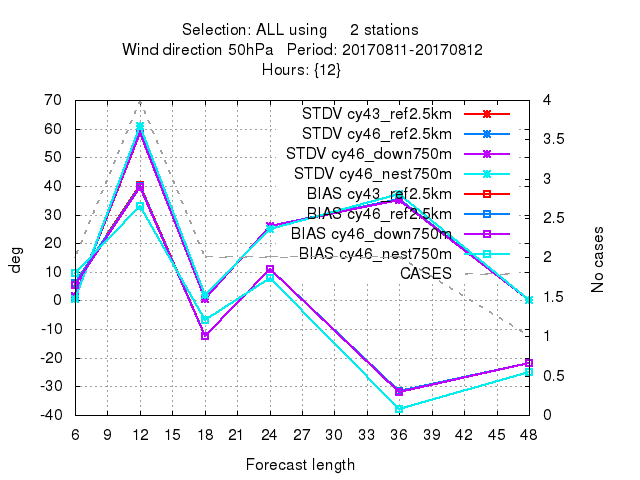 Selection: ALL using 2 stations
Wind direction 50hPa Period: 20170811-20170812
Hours: {12}
70
60
50
40
30
20
10
0
-10
-20
-30
-40
deg
STDV cy43_ref2.5km
STDV cy46_ref2.5km
STDV cy46_down750m
STDV cy46_nest750m
BIAS cy43_ref2.5km
BIAS cy46_ref2.5km
BIAS cy46_down750m
BIAS cy46_nest750m
CASES
4
3.5
3
2.5
2
1.5
1
0.5
0
No cases
6 9 12 15 18 21 24 27 30 33 36 39 42 45 48
Forecast length